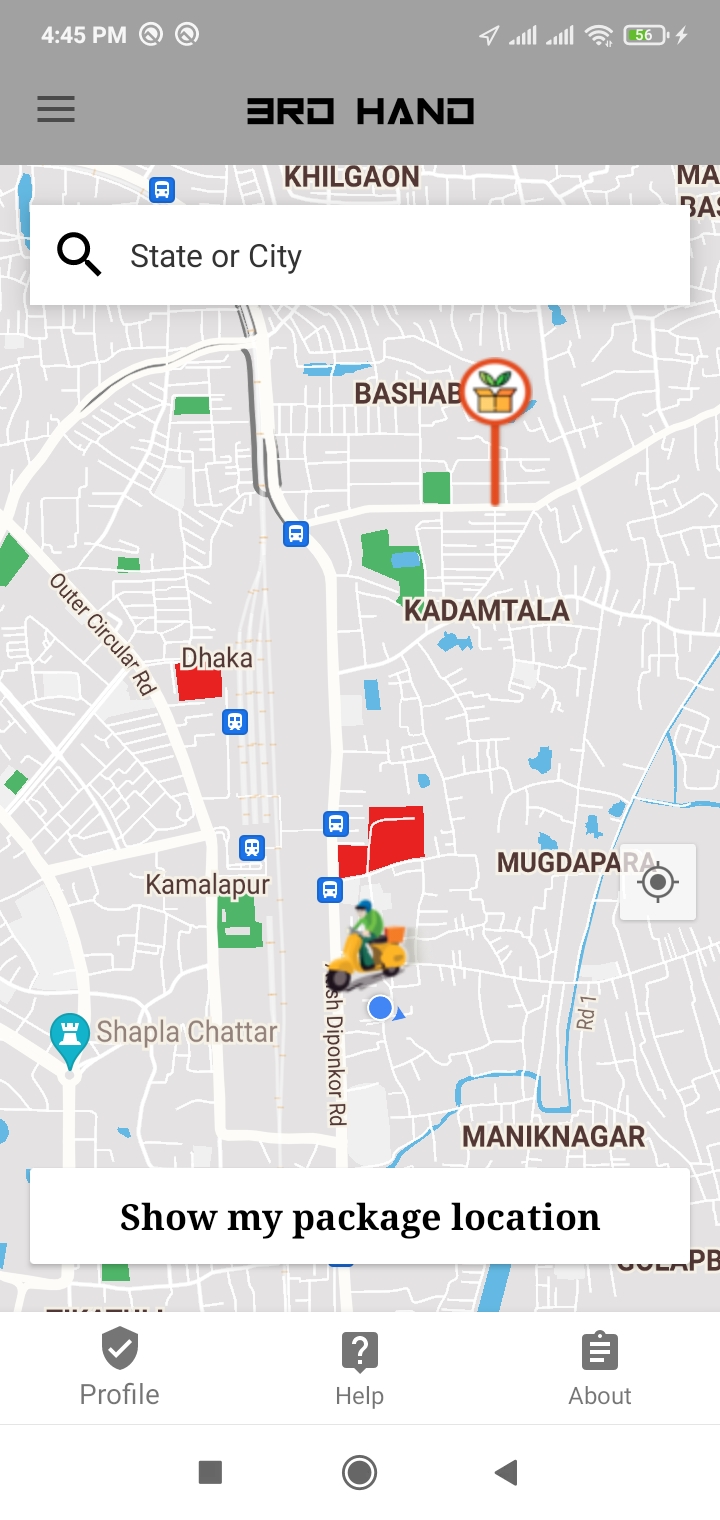 4:45 PM
56
3RD HAND
KHILGAON
MA
BAS
State or City
BASHAB
KADAMTALA
Outer Circular Rd
Dhaka
MUGDAPARA
Kamalapur
Rd 1
Shapla Chattar
sh Diponkor Rd
MANIKNAGAR
Show my package location
GOLAPB
Profile
Help
About